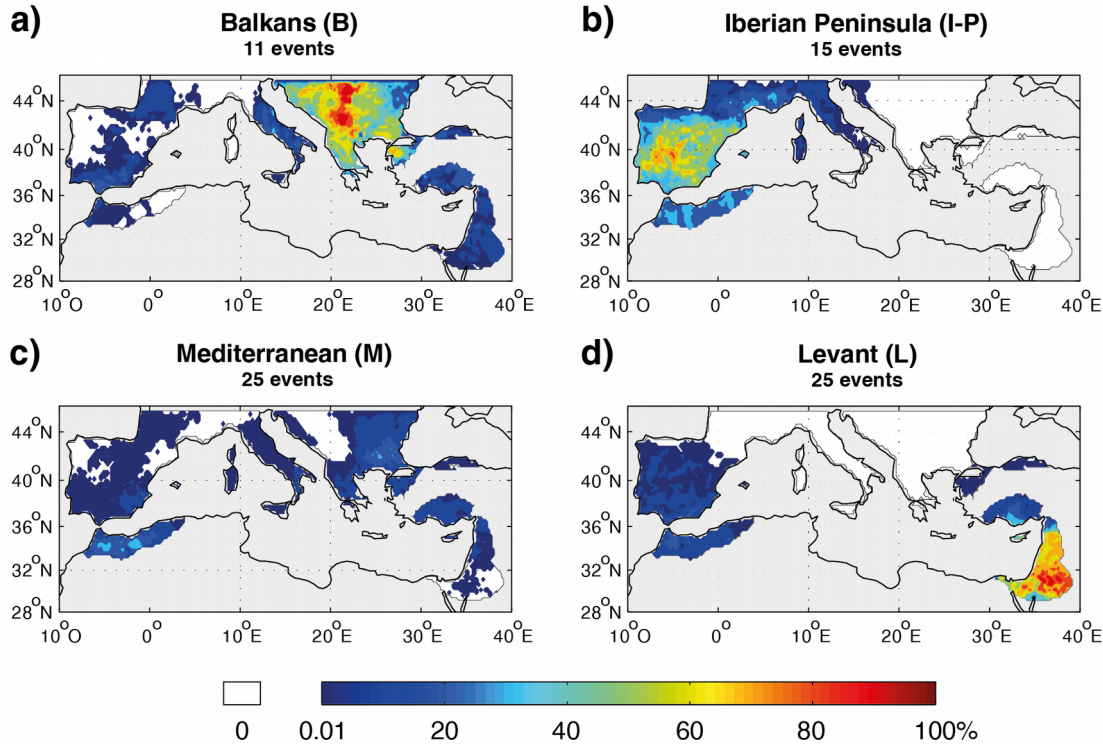 a)
Balkans (B)
11 events
44°N
40°N
36°N
32°N
28°N
10°O 0° 10°E 20°E 30°E 40°E
b)
Iberian Peninsula (I-P)
15 events
44°N
40°N
36°N
32°N
28°N
10°O 0° 10°E 20°E 30°E 40°E
c)
Mediterranean (M)
25 events
44°N
40°N
36°N
32°N
28°N
10°O 0° 10°E 20°E 30°E 40°E
d)
Levant (L)
25 events
44°N
40°N
36°N
32°N
28°N
10°O 0° 10°E 20°E 30°E 40°E
0 0.01 20 40 60 80 100%